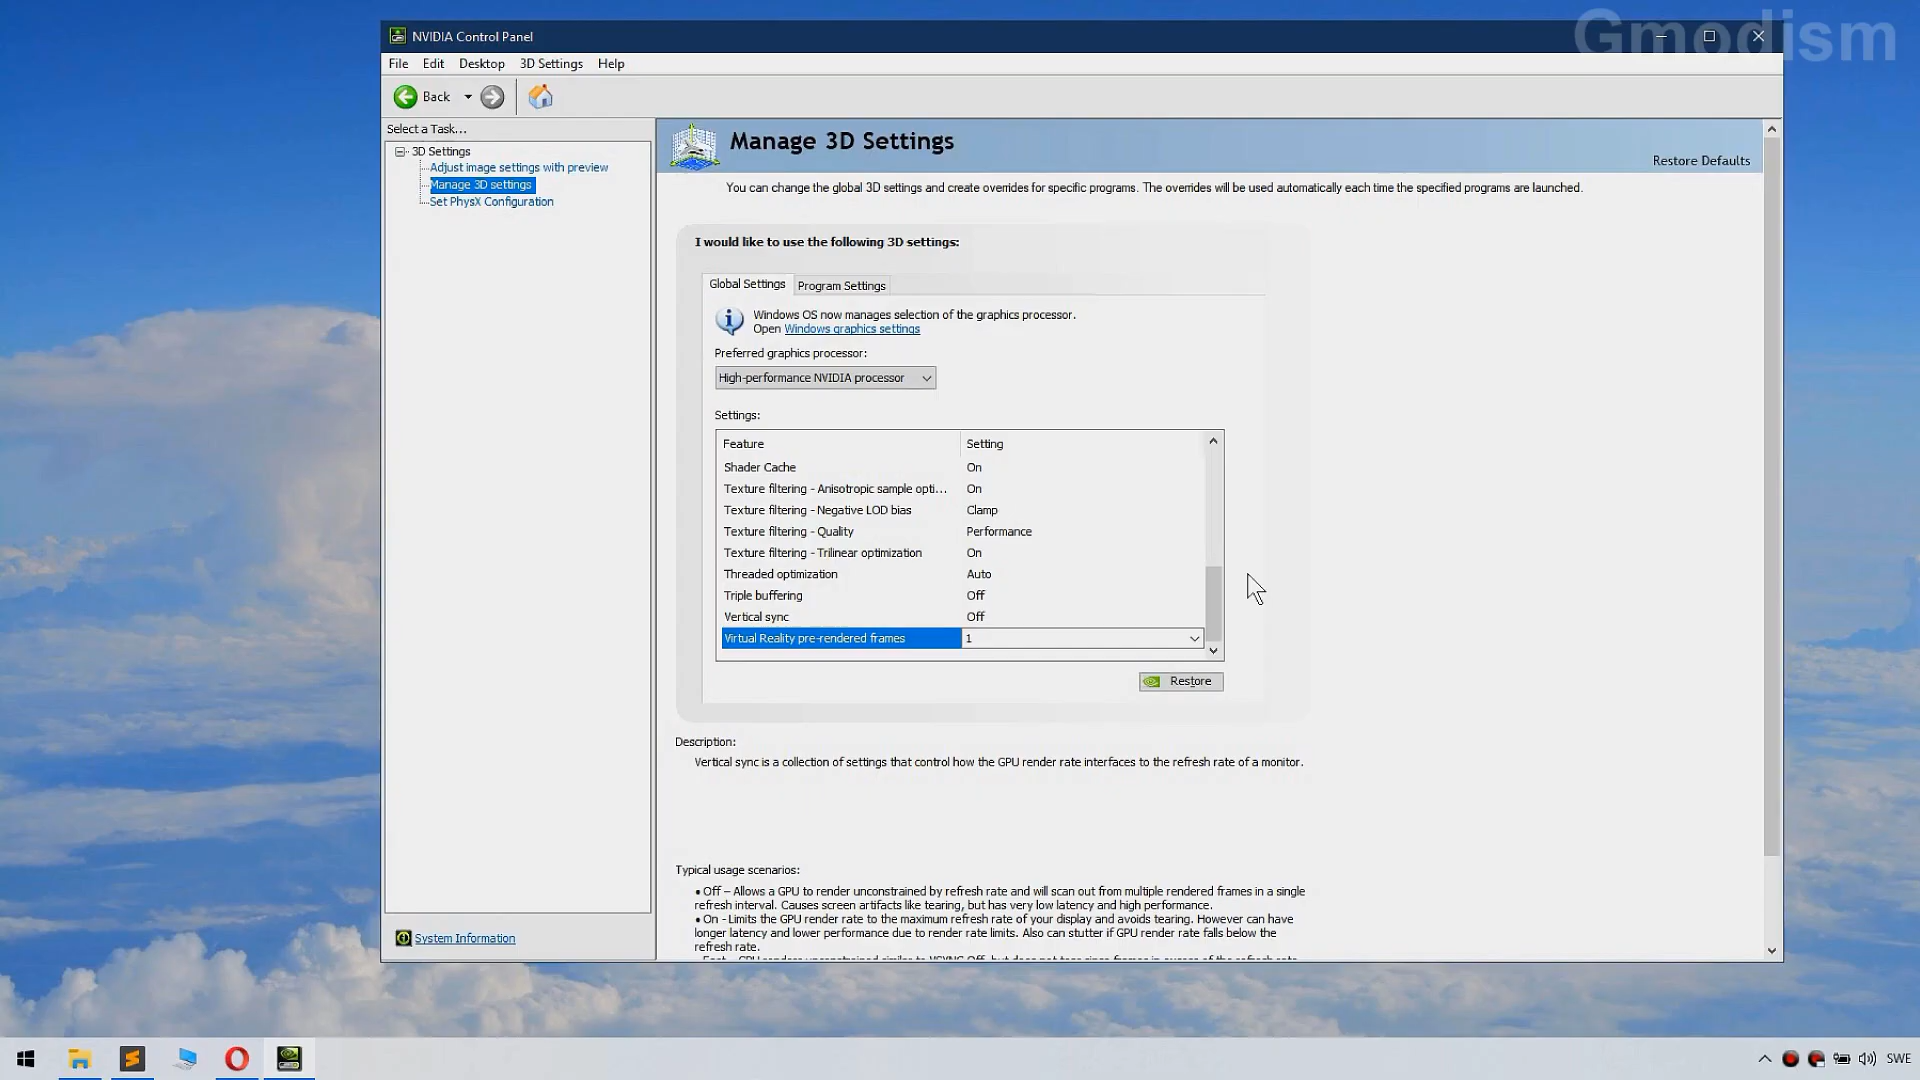 Gmodism
NVIDIA Control Panel
File Edit Desktop 3D Settings Help
Back
Select a Task...
3D Settings
Adjust image settings with preview
Manage 3D settings
Set PhysX Configuration
System Information
Manage 3D Settings
Restore Defaults
You can change the global 3D settings and create overrides for specific programs. The overrides will be used automatically each time the specified programs are launched.
I would like to use the following 3D settings:
Global Settings Program Settings
Windows OS now manages selection of the graphics processor.
Open Windows graphics settings
Preferred graphics processor:
High-performance NVIDIA processor
Settings:
Feature Setting
Shader Cache On
Texture filtering - Anisotropic sample opti... On
Texture filtering - Negative LOD bias Clamp
Texture filtering - Quality Performance
Texture filtering - Trilinear optimization On
Threaded optimization Auto
Triple buffering Off
Vertical sync Off
Virtual Reality pre-rendered frames 1
Restore
Description:
Vertical sync is a collection of settings that control how the GPU render rate interfaces to the refresh rate of a monitor.
Typical usage scenarios:
• Off – Allows a GPU to render unconstrained by refresh rate and will scan out from multiple rendered frames in a single
refresh interval. Causes screen artifacts like tearing, but has very low latency and high performance.
• On - Limits the GPU render rate to the maximum refresh rate of your display and avoids tearing. However can have
longer latency and lower performance due to render rate limits. Also can stutter if GPU render rate falls below the
refresh rate.
SWE